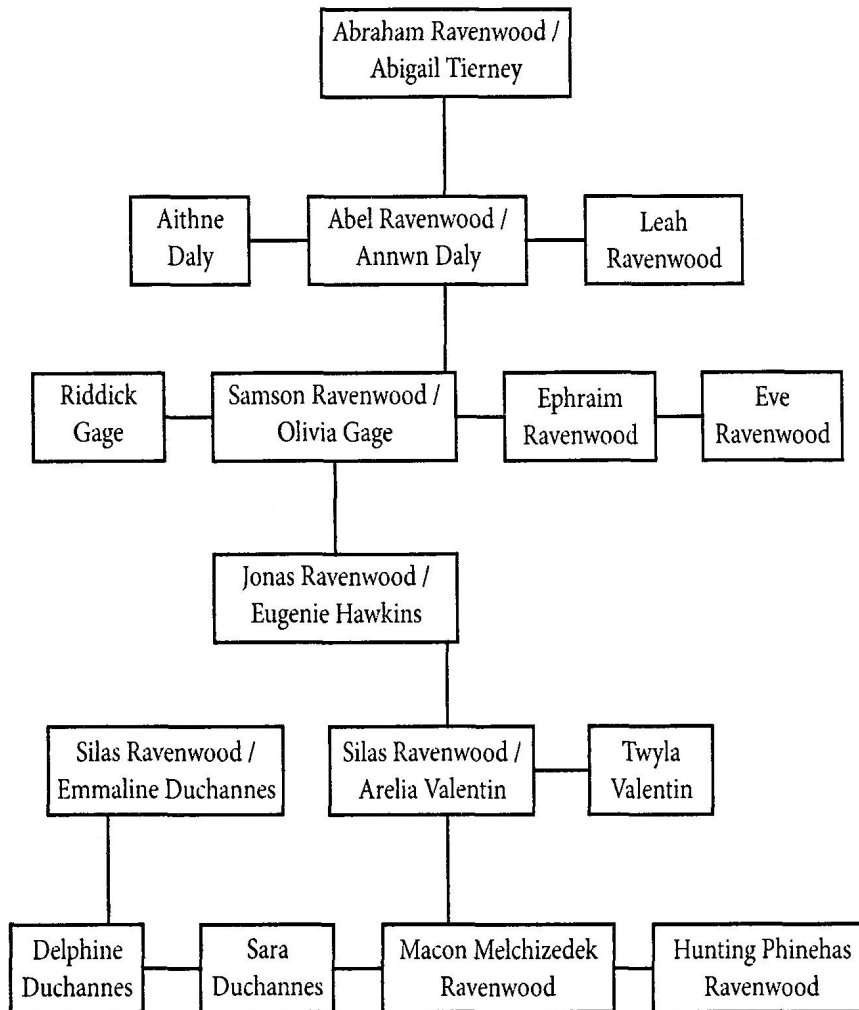 Abraham Ravenwood /
Abigail Tierney
Aithne
Daly
Abel Ravenwood /
Annwn Daly
Leah
Ravenwood
Riddick
Gage
Samson Ravenwood /
Olivia Gage
Ephraim
Ravenwood
Eve
Ravenwood
Jonas Ravenwood /
Eugenie Hawkins
Silas Ravenwood /
Emmaline Duchannes
Silas Ravenwood /
Arelia Valentin
Twyla
Valentin
Delphine
Duchannes
Sara
Duchannes
Macon Melchizedek
Ravenwood
Hunting Phinehas
Ravenwood